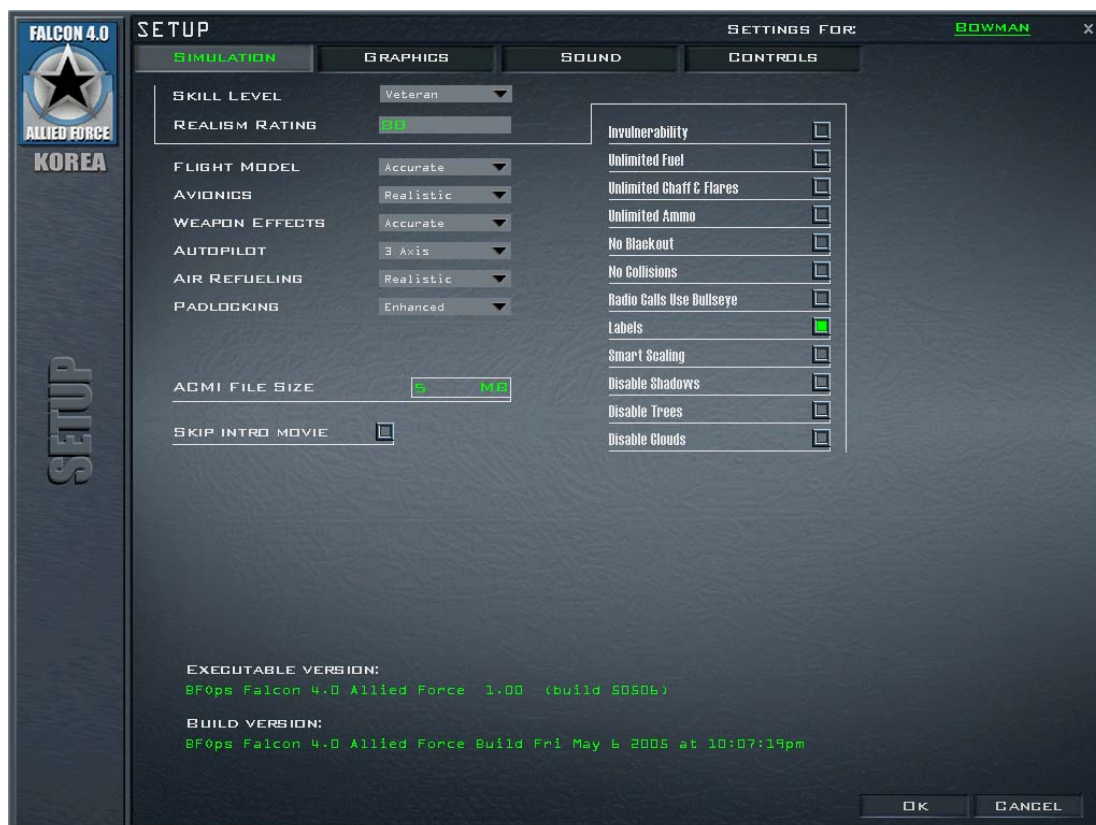 FALCON 4.0
ALLIED FORCE
KOREA
SETUP
SETUP
SETTINGS FOR: BOWMAN X
SIMULATION GRAPHICS SOUND CONTROLS
SKILL LEVEL Veteran
REALISM RATING 80
FLIGHT MODEL Accurate
AVIONICS Realistic
WEAPON EFFECTS Accurate
AUTOPILOT 3 Axis
AIR REFUELING Realistic
PADLOCKING Enhanced
ACMI FILE SIZE 5 MB
SKIP INTRO MOVIE
Invulnerability
Unlimited Fuel
Unlimited Chaff & Flares
Unlimited Ammo
No Blackout
No Collisions
Radio Calls Use Bullseye
Labels
Smart Scaling
Disable Shadows
Disable Trees
Disable Clouds
EXECUTABLE VERSION:
BFOps Falcon 4.0 Allied Force 1.00 (build 50506)
BUILD VERSION:
BFOps Falcon 4.0 Allied Force Build Fri May 6 2005 at 10:07:19pm
OK CANCEL